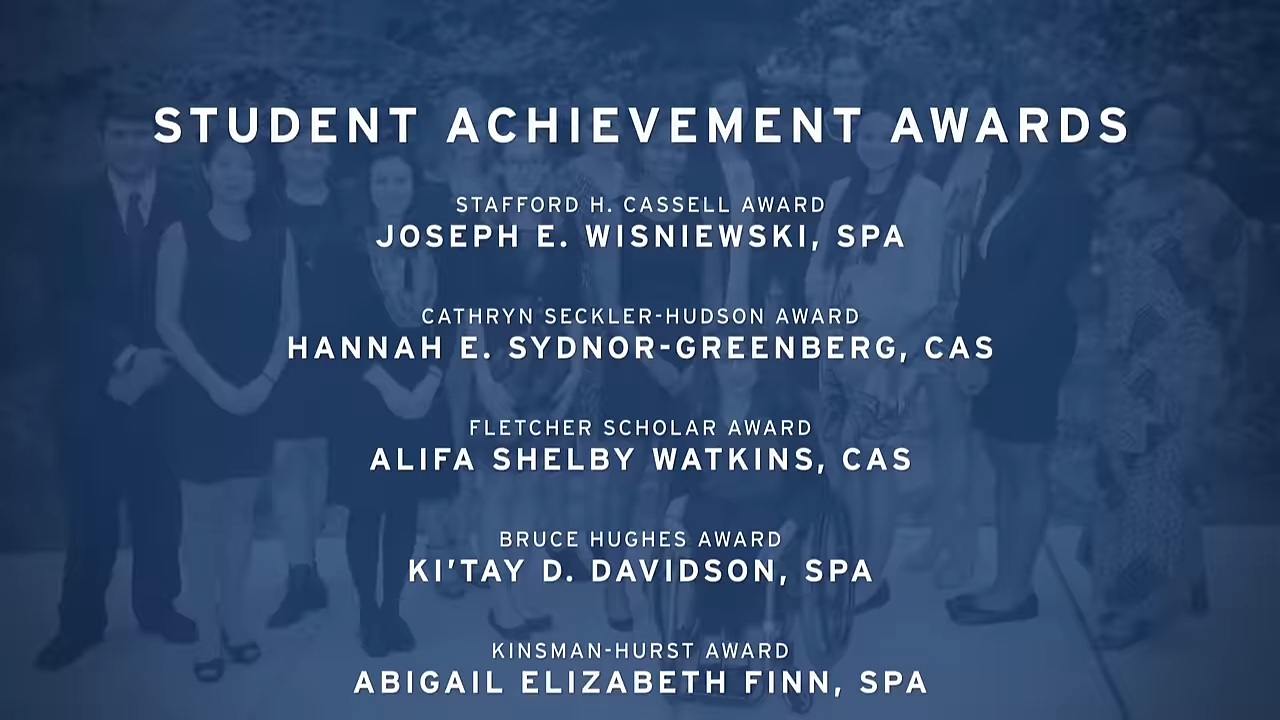 STUDENT ACHIEVEMENT AWARDS
STAFFORD H. CASSELL AWARD
JOSEPH E. WISNIEWSKI, SPA
CATHRYN SECKLER-HUDSON AWARD
HANNAH E. SYDNOR-GREENBERG, CAS
FLETCHER SCHOLAR AWARD
ALIFA SHELBY WATKINS, CAS
BRUCE HUGHES AWARD
KI'TAY D. DAVIDSON, SPA
KINSMAN-HURST AWARD
ABIGAIL ELIZABETH FINN, SPA